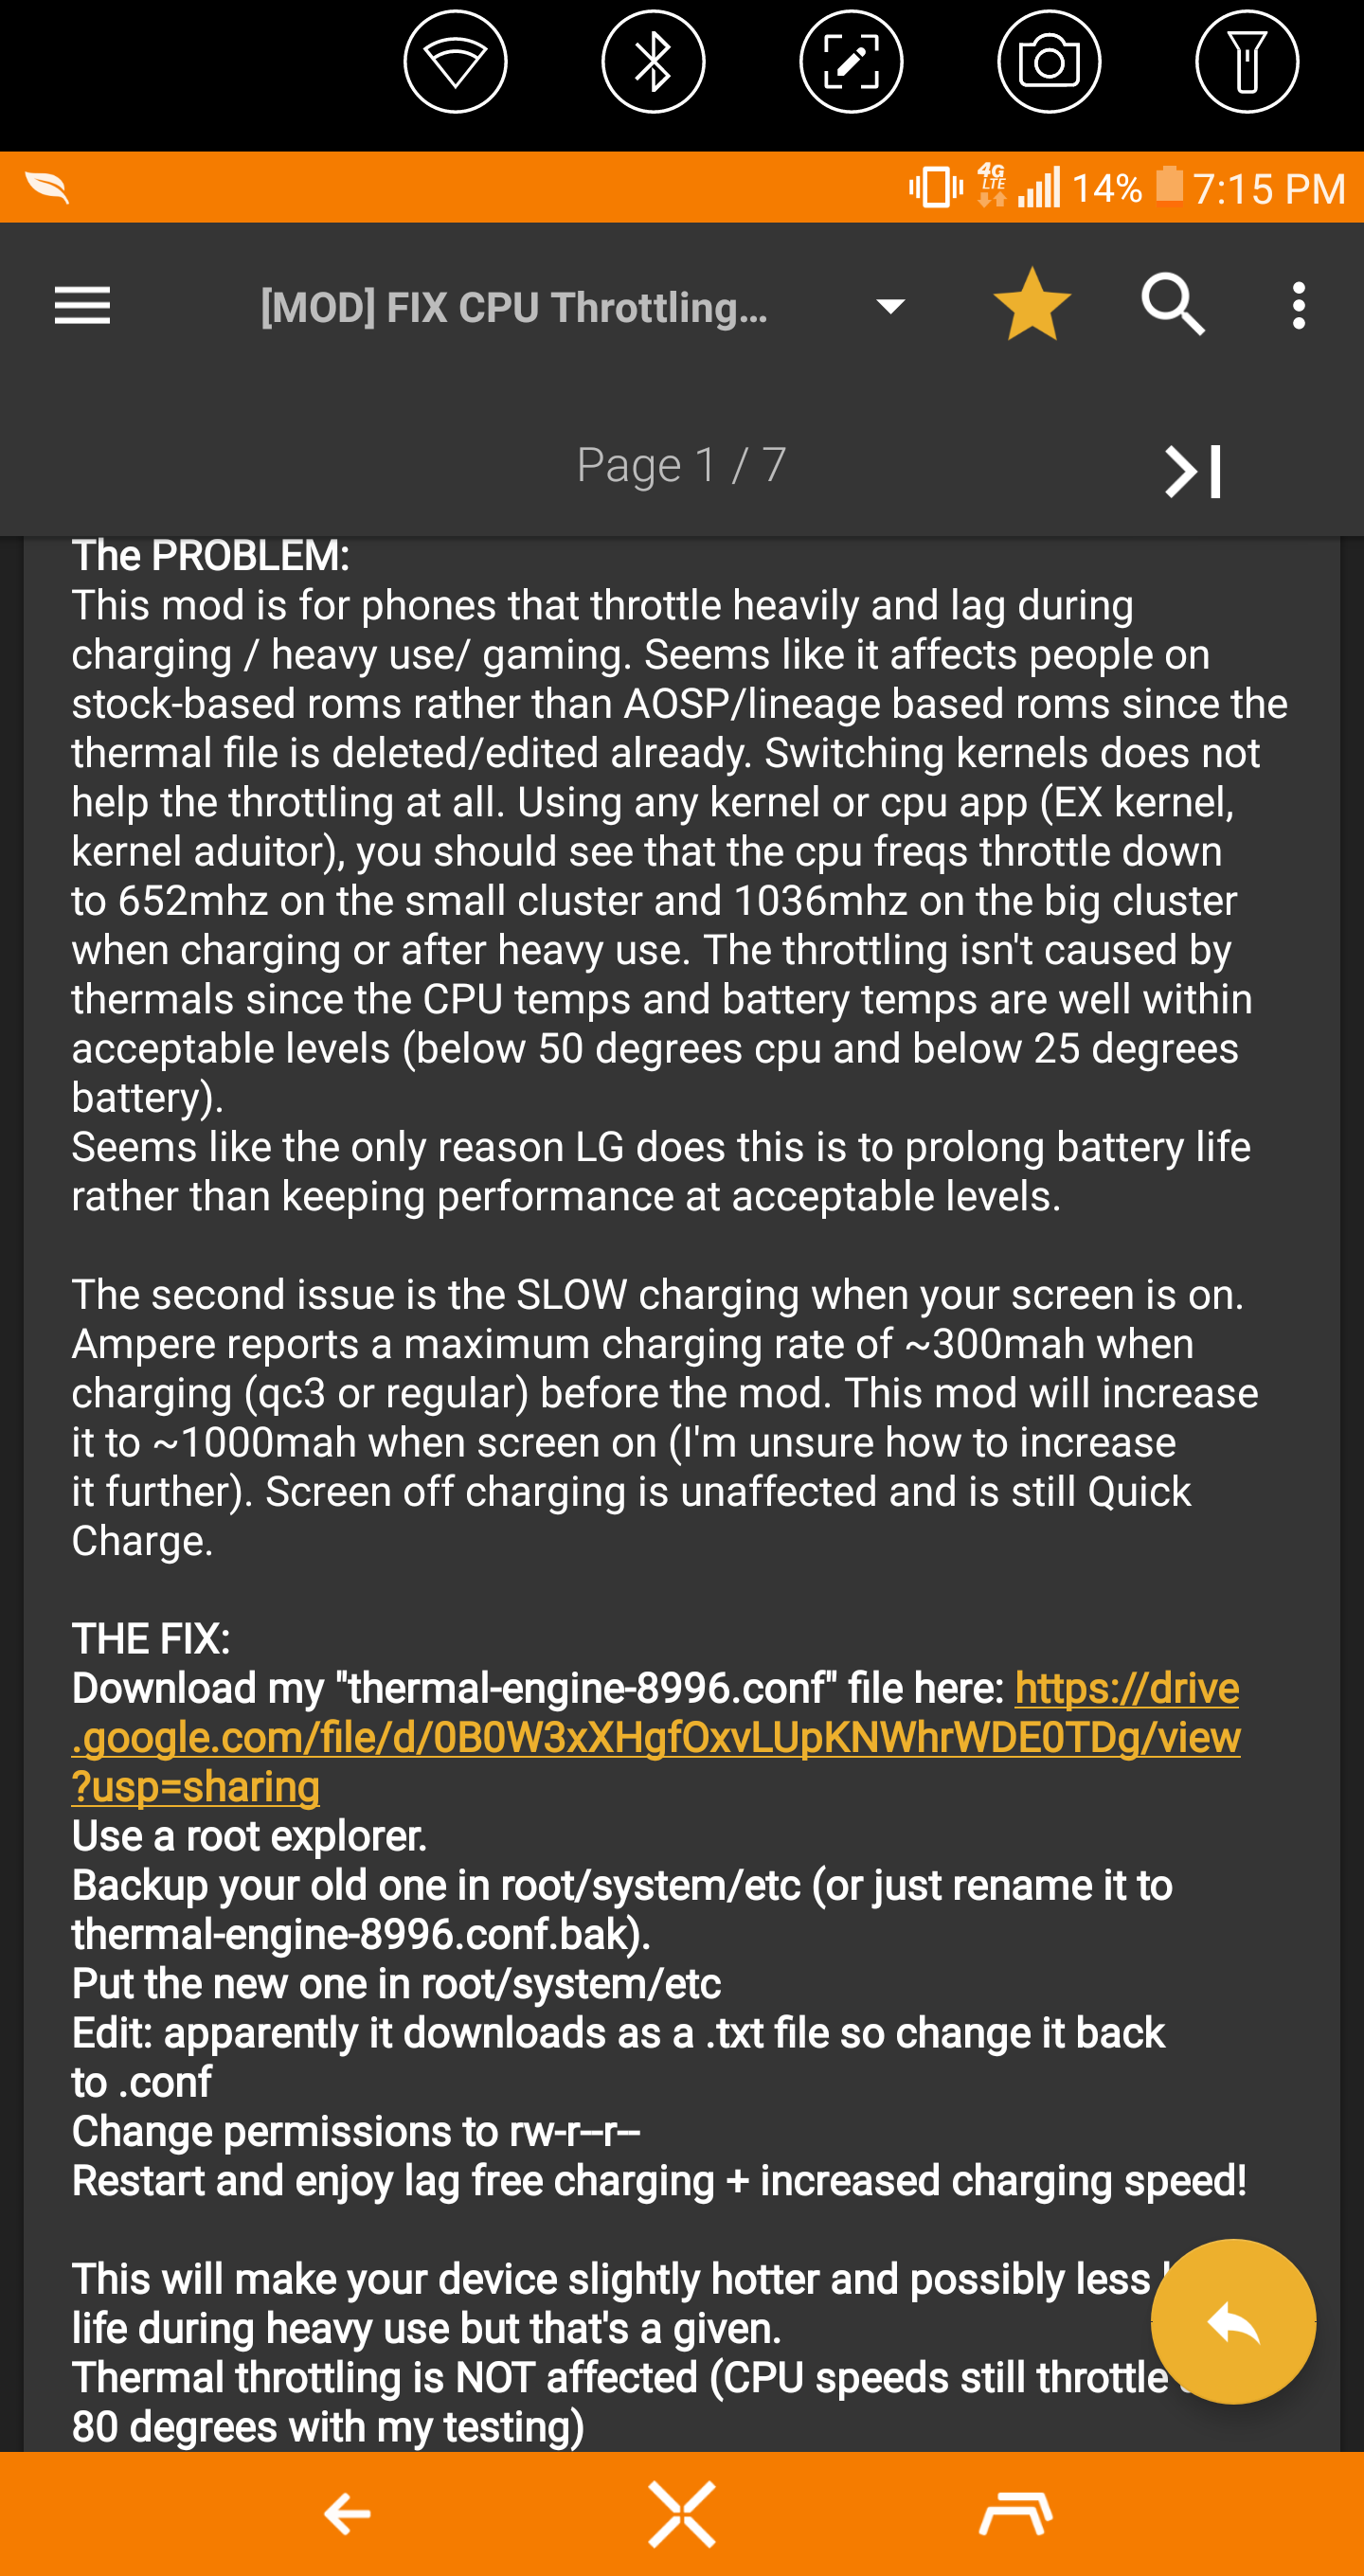 4G
LTE
14%
7:15 PM
[MOD] FIX CPU Throttling...
Page 1 / 7
The PROBLEM:
This mod is for phones that throttle heavily and lag during
charging / heavy use/ gaming. Seems like it affects people on
stock-based roms rather than AOSP/lineage based roms since the
thermal file is deleted/edited already. Switching kernels does not
help the throttling at all. Using any kernel or cpu app (EX kernel,
kernel aduitor), you should see that the cpu freqs throttle down
to 652mhz on the small cluster and 1036mhz on the big cluster
when charging or after heavy use. The throttling isn't caused by
thermals since the CPU temps and battery temps are well within
acceptable levels (below 50 degrees cpu and below 25 degrees
battery).
Seems like the only reason LG does this is to prolong battery life
rather than keeping performance at acceptable levels.
The second issue is the SLOW charging when your screen is on.
Ampere reports a maximum charging rate of ~300mah when
charging (qc3 or regular) before the mod. This mod will increase
it to ~1000mah when screen on (I'm unsure how to increase
it further). Screen off charging is unaffected and is still Quick
Charge.
THE FIX:
Download my "thermal-engine-8996.conf" file here: https://drive
.google.com/file/d/0B0W3xXHgfOxvLUpKNWhrWDE0TDg/view
?usp=sharing
Use a root explorer.
Backup your old one in root/system/etc (or just rename it to
thermal-engine-8996.conf.bak).
Put the new one in root/system/etc
Edit: apparently it downloads as a .txt file so change it back
to .conf
Change permissions to rw-r--r--
Restart and enjoy lag free charging + increased charging speed!
This will make your device slightly hotter and possibly less
life during heavy use but that's a given.
Thermal throttling is NOT affected (CPU speeds still throttle
80 degrees with my testing)